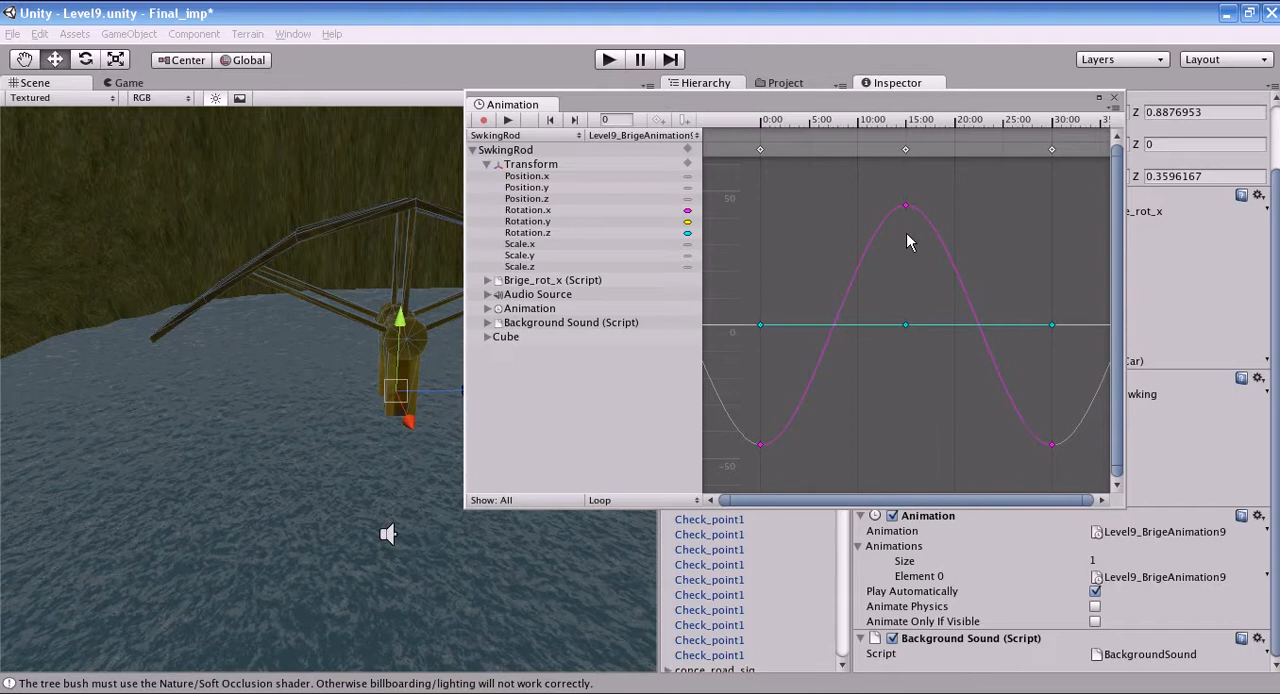 Unity - Level9.unity - Final_imp*
File Edit Assets GameObject Component Terrain Window Help
Center Global Layers Layout
Scene Game Hierarchy Project Inspector
Textured RGB
Animation
0 0:00 5:00 10:00 15:00 20:00 25:00 30:00
SwkingRod Level9_BrigeAnimation9
SwkingRod
Transform
Position.x
Position.y
Position.z
Rotation.x
Rotation.y
Rotation.z
Scale.x
Scale.y
Scale.z
Brige_rot_x (Script)
Audio Source
Animation
Background Sound (Script)
Cube
50
0
-50
Show: All Loop
Z 0.8876953
Z 0
Z 0.3596167
ge_rot_x
Car)
wking
Check_point1
Check_point1
Check_point1
Check_point1
Check_point1
Check_point1
Check_point1
Check_point1
Check_point1
Check_point1
conce_road_sig
Animation
Animation Level9_BrigeAnimation9
Animations
Size 1
Element 0 Level9_BrigeAnimation9
Play Automatically
Animate Physics
Animate Only If Visible
Background Sound (Script)
Script BackgroundSound
The tree bush must use the Nature/Soft Occlusion shader. Otherwise billboarding/lighting will not work correctly.